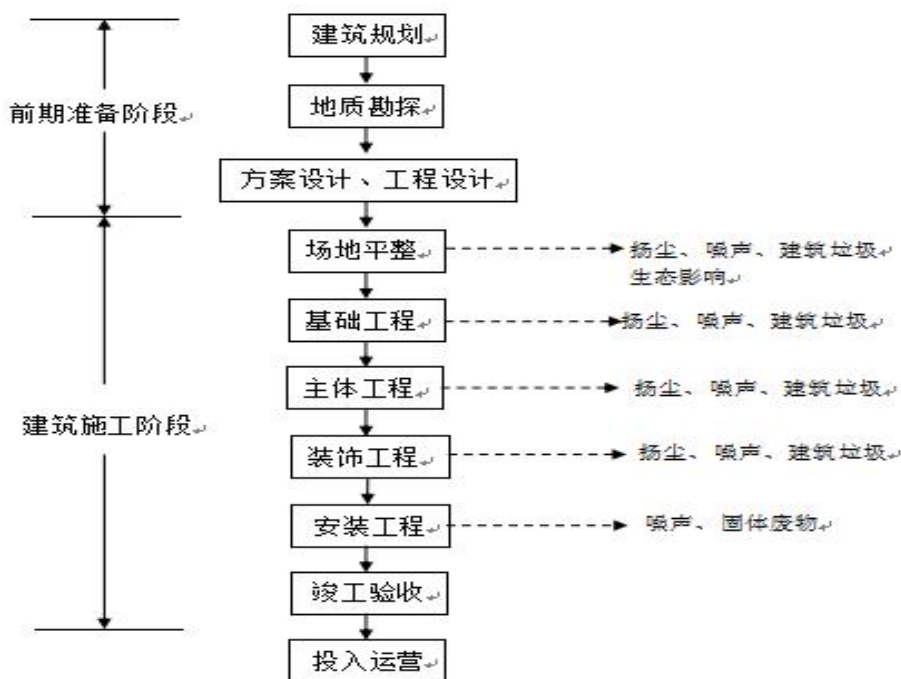 建筑规划
地质勘探
前期准备阶段
方案设计、工程设计
场地平整
扬尘、噪声、建筑垃圾
生态影响
基础工程
扬尘、噪声、建筑垃圾
主体工程
扬尘、噪声、建筑垃圾
建筑施工阶段
装饰工程
扬尘、噪声、建筑垃圾
安装工程
噪声、固体废物
竣工验收
投入运营